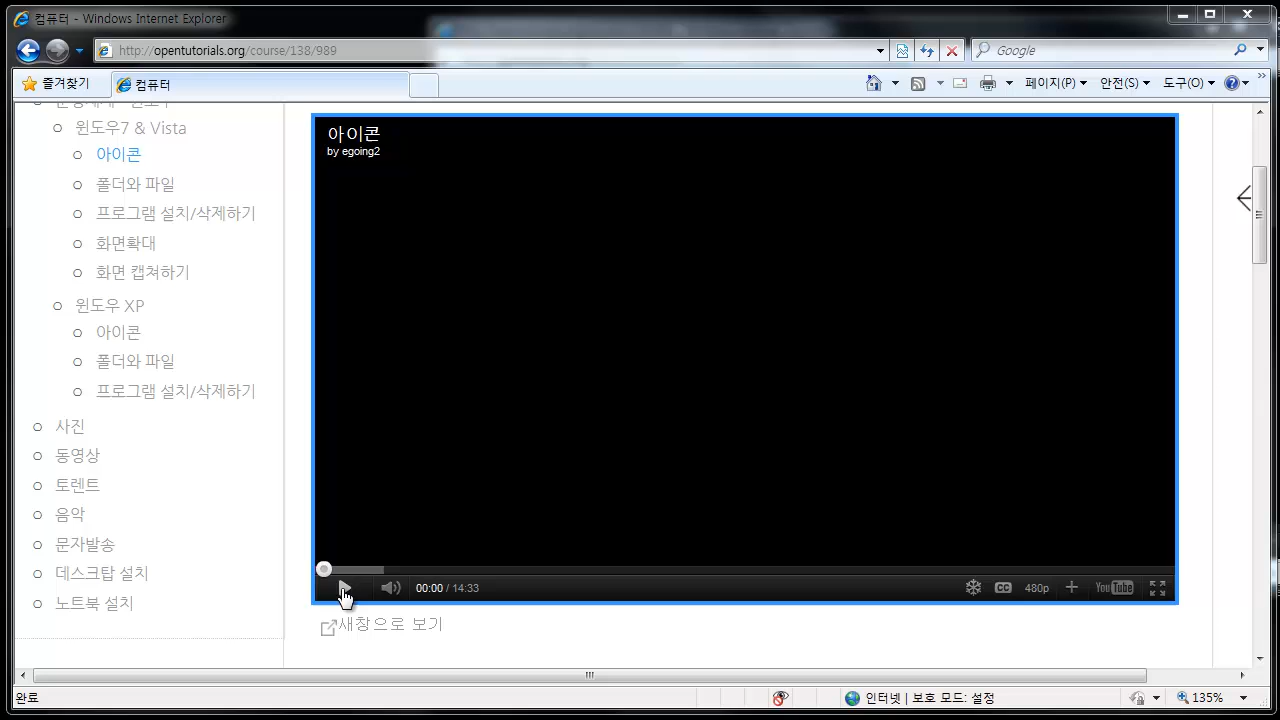 컴퓨터 - Windows Internet Explorer
http://opentutorials.org/course/138/989
Google
즐겨찾기
컴퓨터
페이지(P)
안전(S)
도구(O)
윈도우7 & Vista
아이콘
폴더와 파일
프로그램 설치/삭제하기
화면확대
화면 캡쳐하기
윈도우 XP
아이콘
폴더와 파일
프로그램 설치/삭제하기
사진
동영상
토렌트
음악
문자발송
데스크탑 설치
노트북 설치
아이콘
by egoing2
00:00 / 14:33
CC
480p
YouTube
새창으로 보기
완료
인터넷 | 보호 모드: 설정
135%